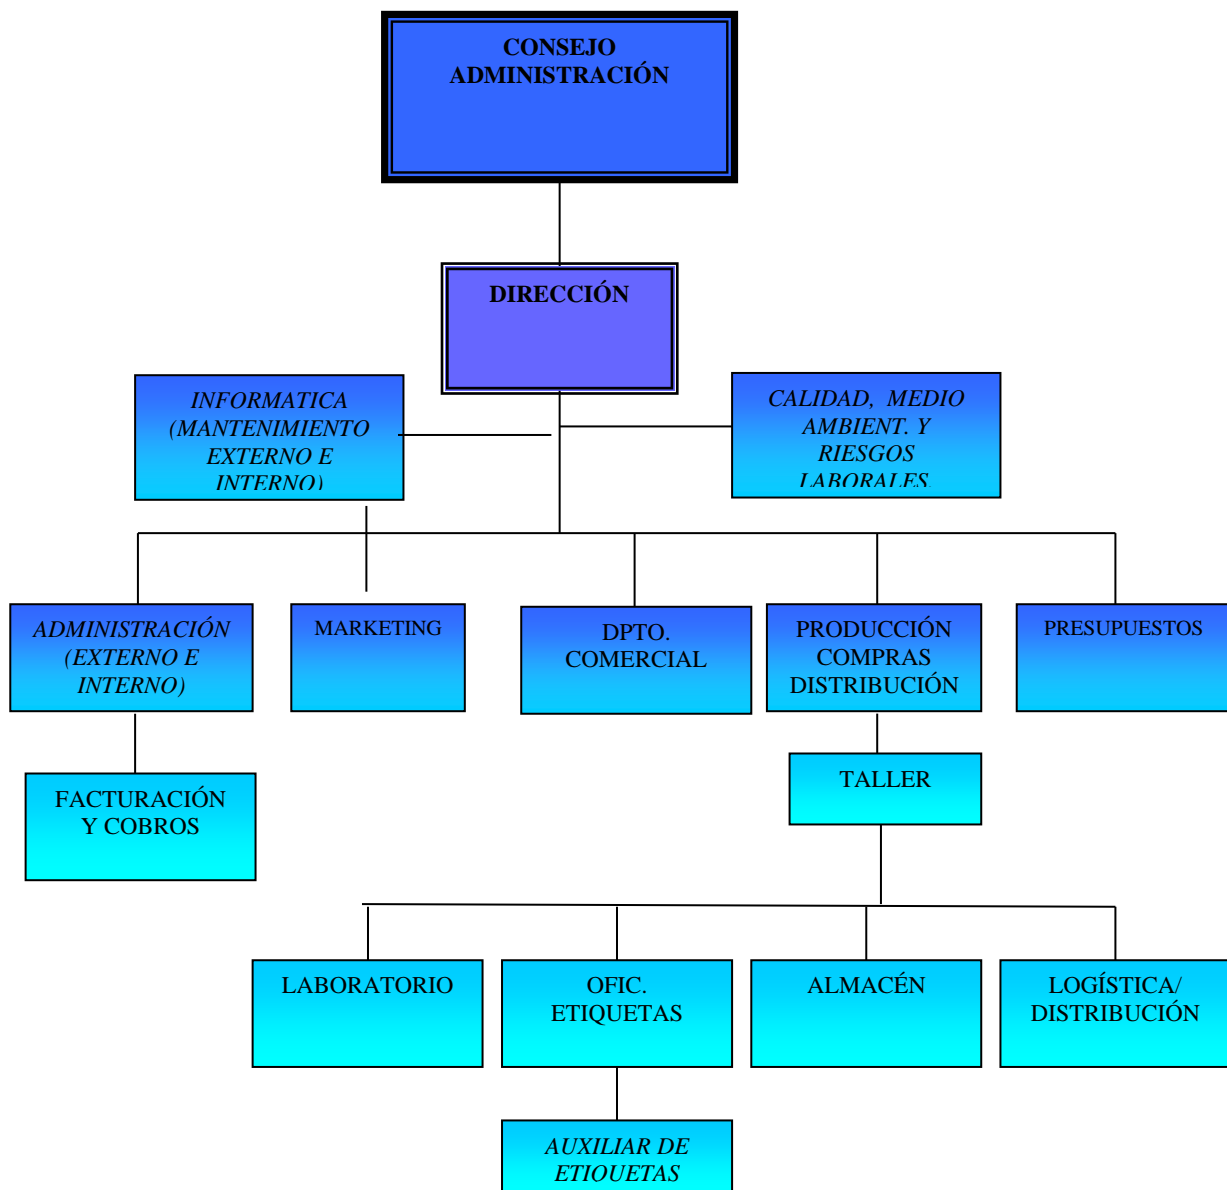 CONSEJO
ADMINISTRACIÓN
DIRECCIÓN
INFORMATICA
(MANTENIMIENTO
EXTERNO E
INTERNO)
CALIDAD, MEDIO
AMBIENT. Y
RIESGOS
LABORALES.
ADMINISTRACIÓN
(EXTERNO E
INTERNO)
MARKETING
DPTO.
COMERCIAL
PRODUCCIÓN
COMPRAS
DISTRIBUCIÓN
PRESUPUESTOS
FACTURACIÓN
Y COBROS
TALLER
LABORATORIO
OFIC.
ETIQUETAS
ALMACÉN
LOGÍSTICA/
DISTRIBUCIÓN
AUXILIAR DE
ETIQUETAS